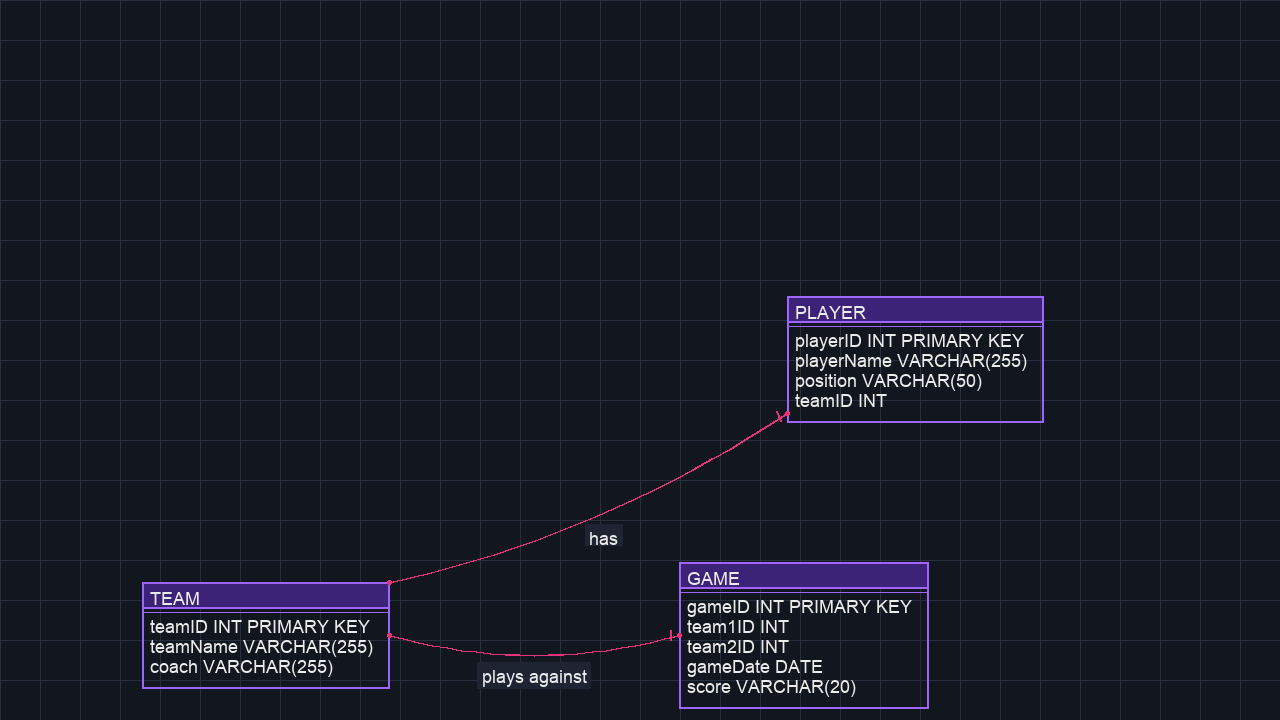 PLAYER
playerID INT PRIMARY KEY
playerName VARCHAR(255)
position VARCHAR(50)
teamID INT
has
TEAM
teamID INT PRIMARY KEY
teamName VARCHAR(255)
coach VARCHAR(255)
plays against
GAME
gameID INT PRIMARY KEY
team1ID INT
team2ID INT
gameDate DATE
score VARCHAR(20)